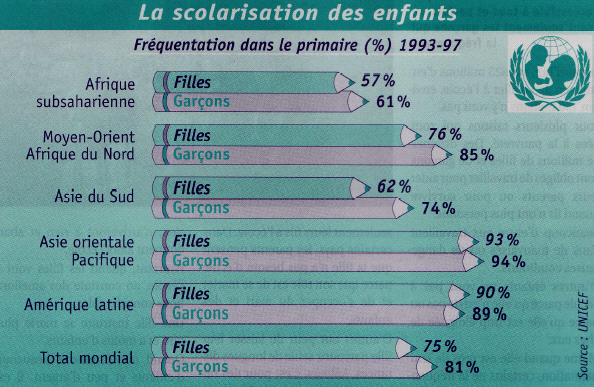 La scolarisation des enfants
Fréquentation dans le primaire (%) 1993-97
Afrique
subsaharienne
Filles
57%
Garçons
61%
Moyen-Orient
Afrique du Nord
Filles
76%
Garçons
85%
Asie du Sud
Filles
62%
Garçons
74%
Asie orientale
Pacifique
Filles
93%
Garçons
94%
Amérique latine
Filles
90%
Garçons
89%
Total mondial
Filles
75%
Garçons
81%
Source : UNICEF